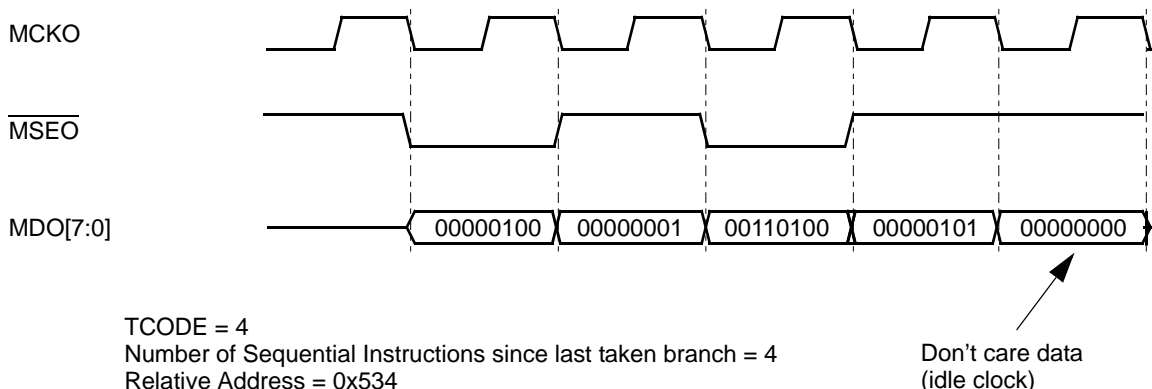 MCKO
MSEO
MDO[7:0]
00000100 00000001 00110100 00000101 00000000
TCODE = 4
Number of Sequential Instructions since last taken branch = 4
Relative Address = 0x534
Don't care data
(idle clock)